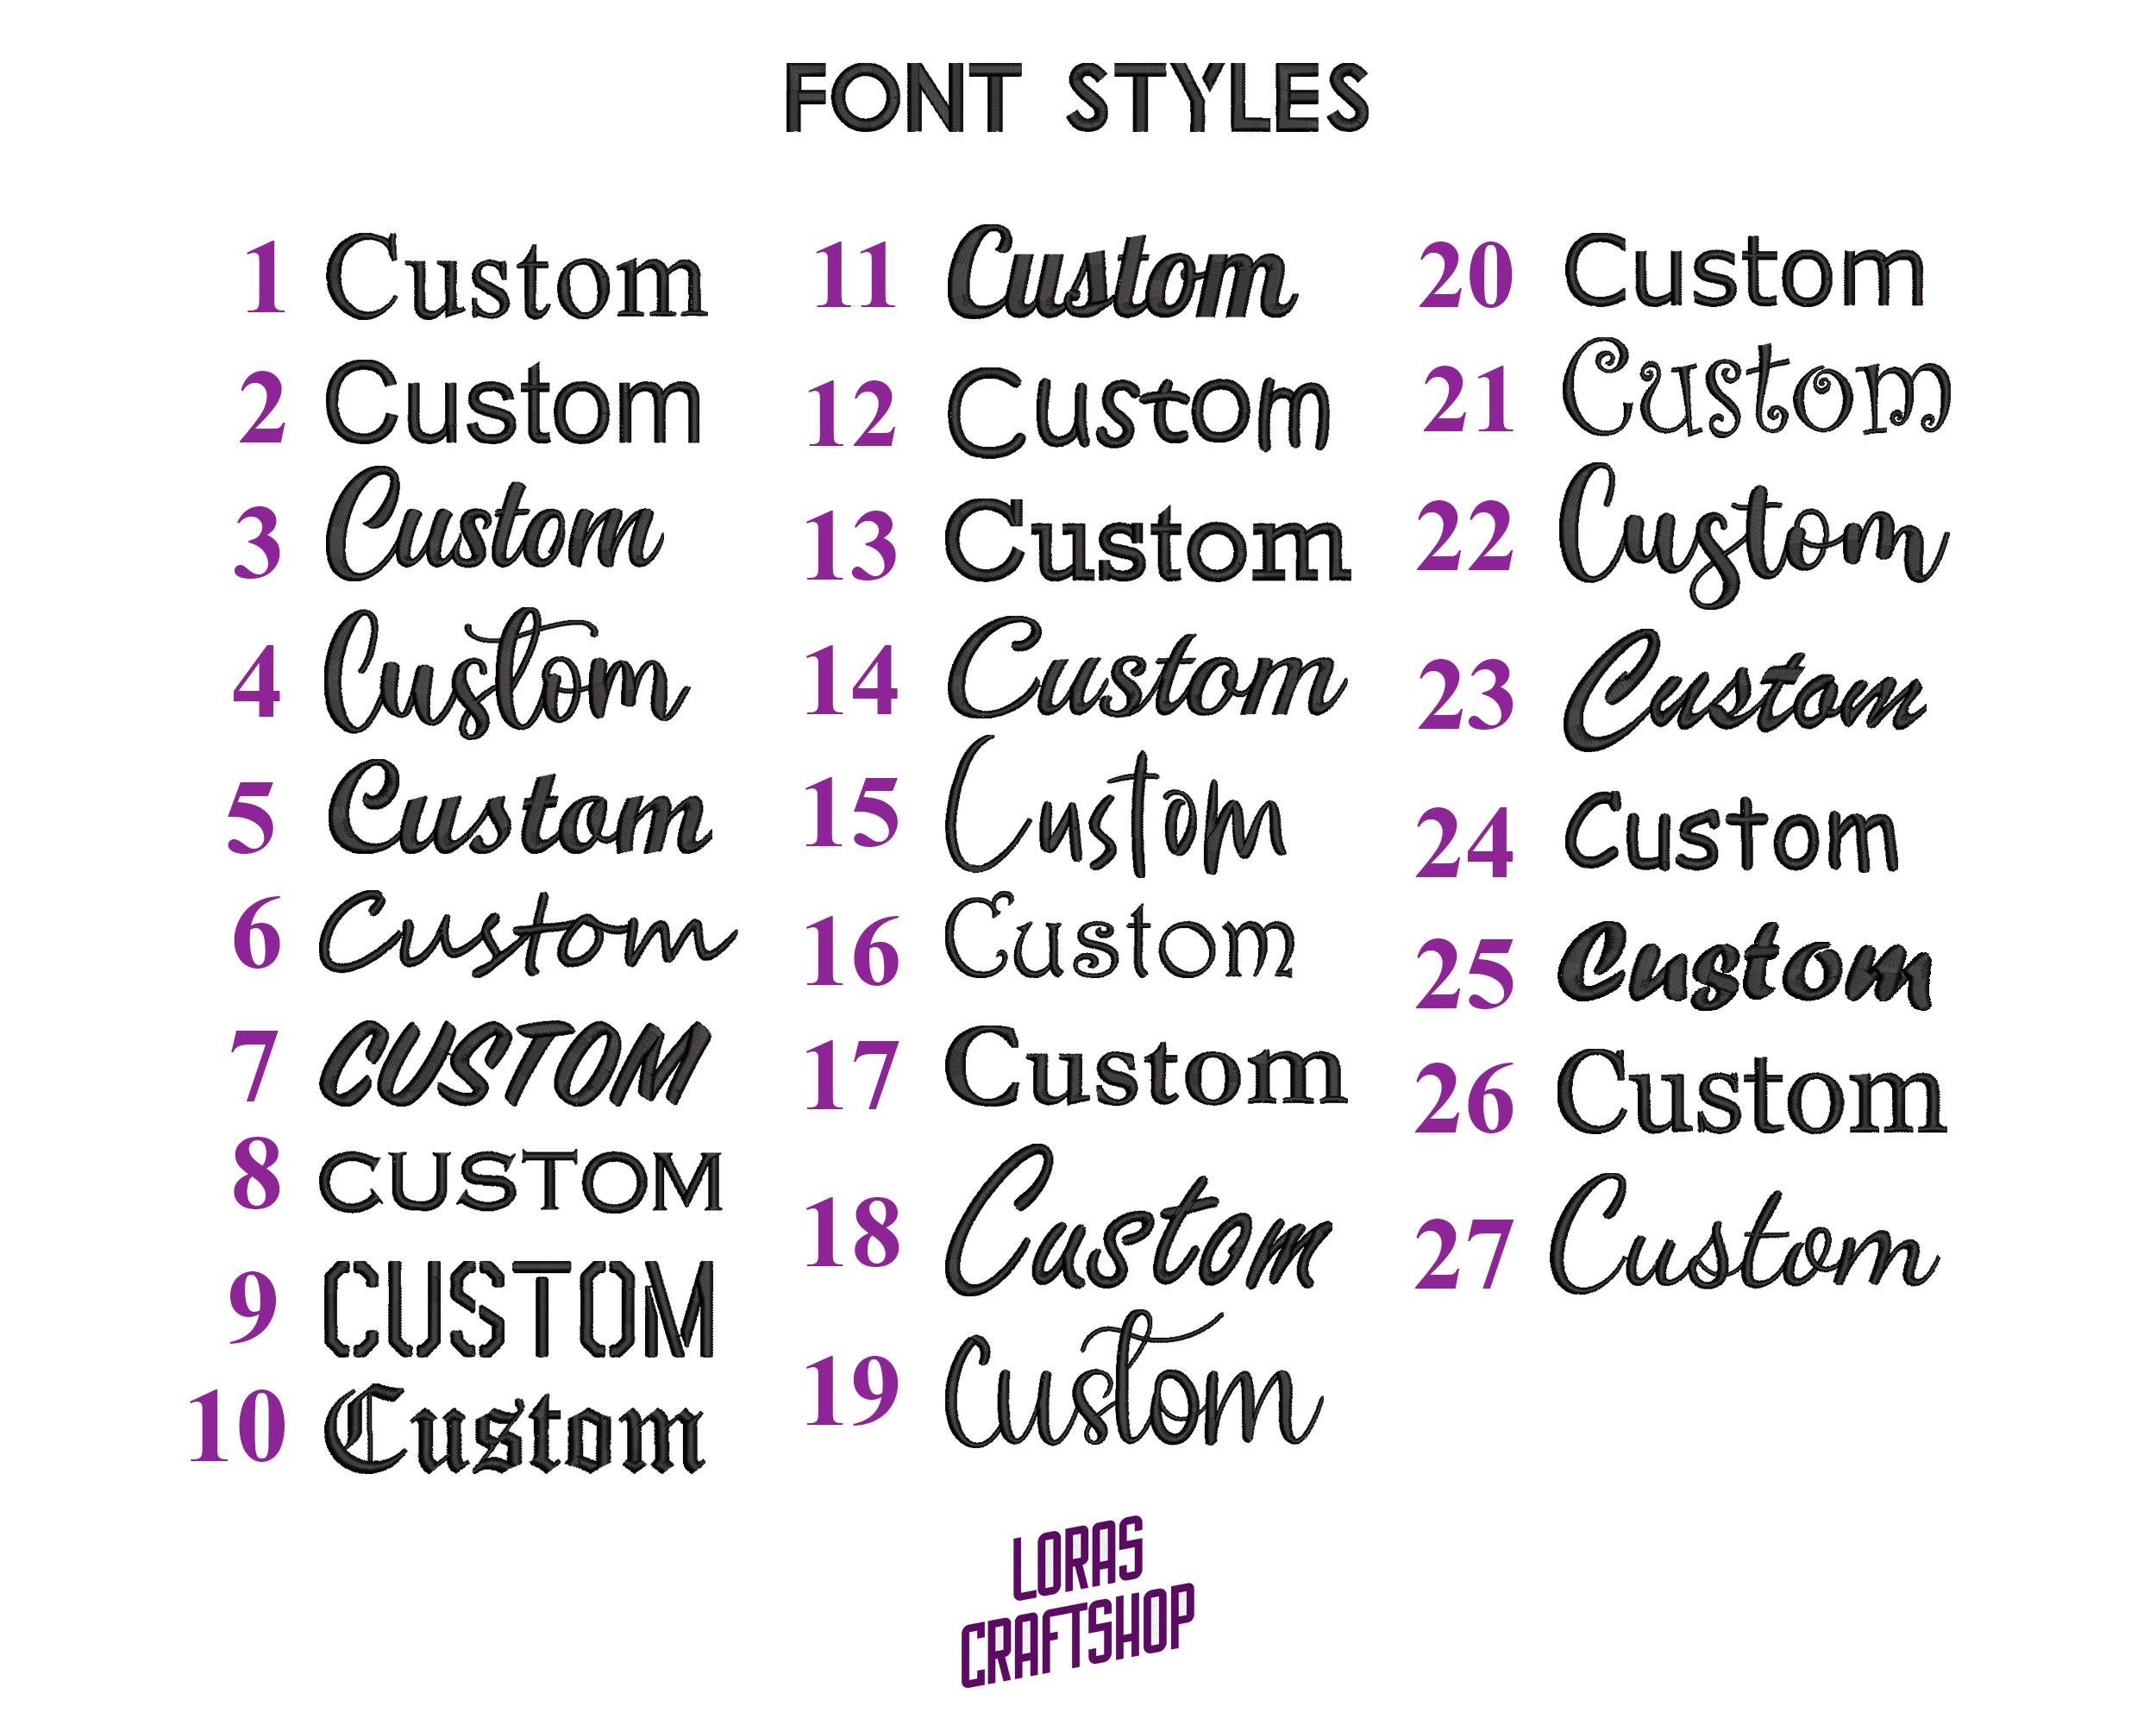 FONT STYLES
1 Custom
2 Custom
3 Custom
4 Custom
5 Custom
6 Custom
7 CUSTOM
8 CUSTOM
9 CUSTOM
10 Custom
11 Custom
12 Custom
13 Custom
14 Custom
15 Custom
16 Custom
17 Custom
18 Custom
19 Custom
20 Custom
21 Custom
22 Custom
23 Custom
24 Custom
25 Custom
26 Custom
27 Custom
LORAS
CRAFTSHOP